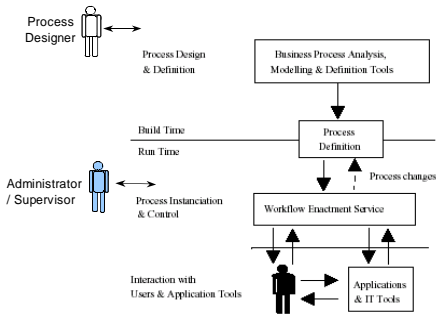 Process
Designer
Process Design
& Definition
Business Process Analysis,
Modelling & Definition Tools
Build Time
Run Time
Process
Definition
Process changes
Administrator
/ Supervisor
Process Instanciation
& Control
Workflow Enactment Service
Interaction with
Users & Application Tools
Applications
& IT Tools